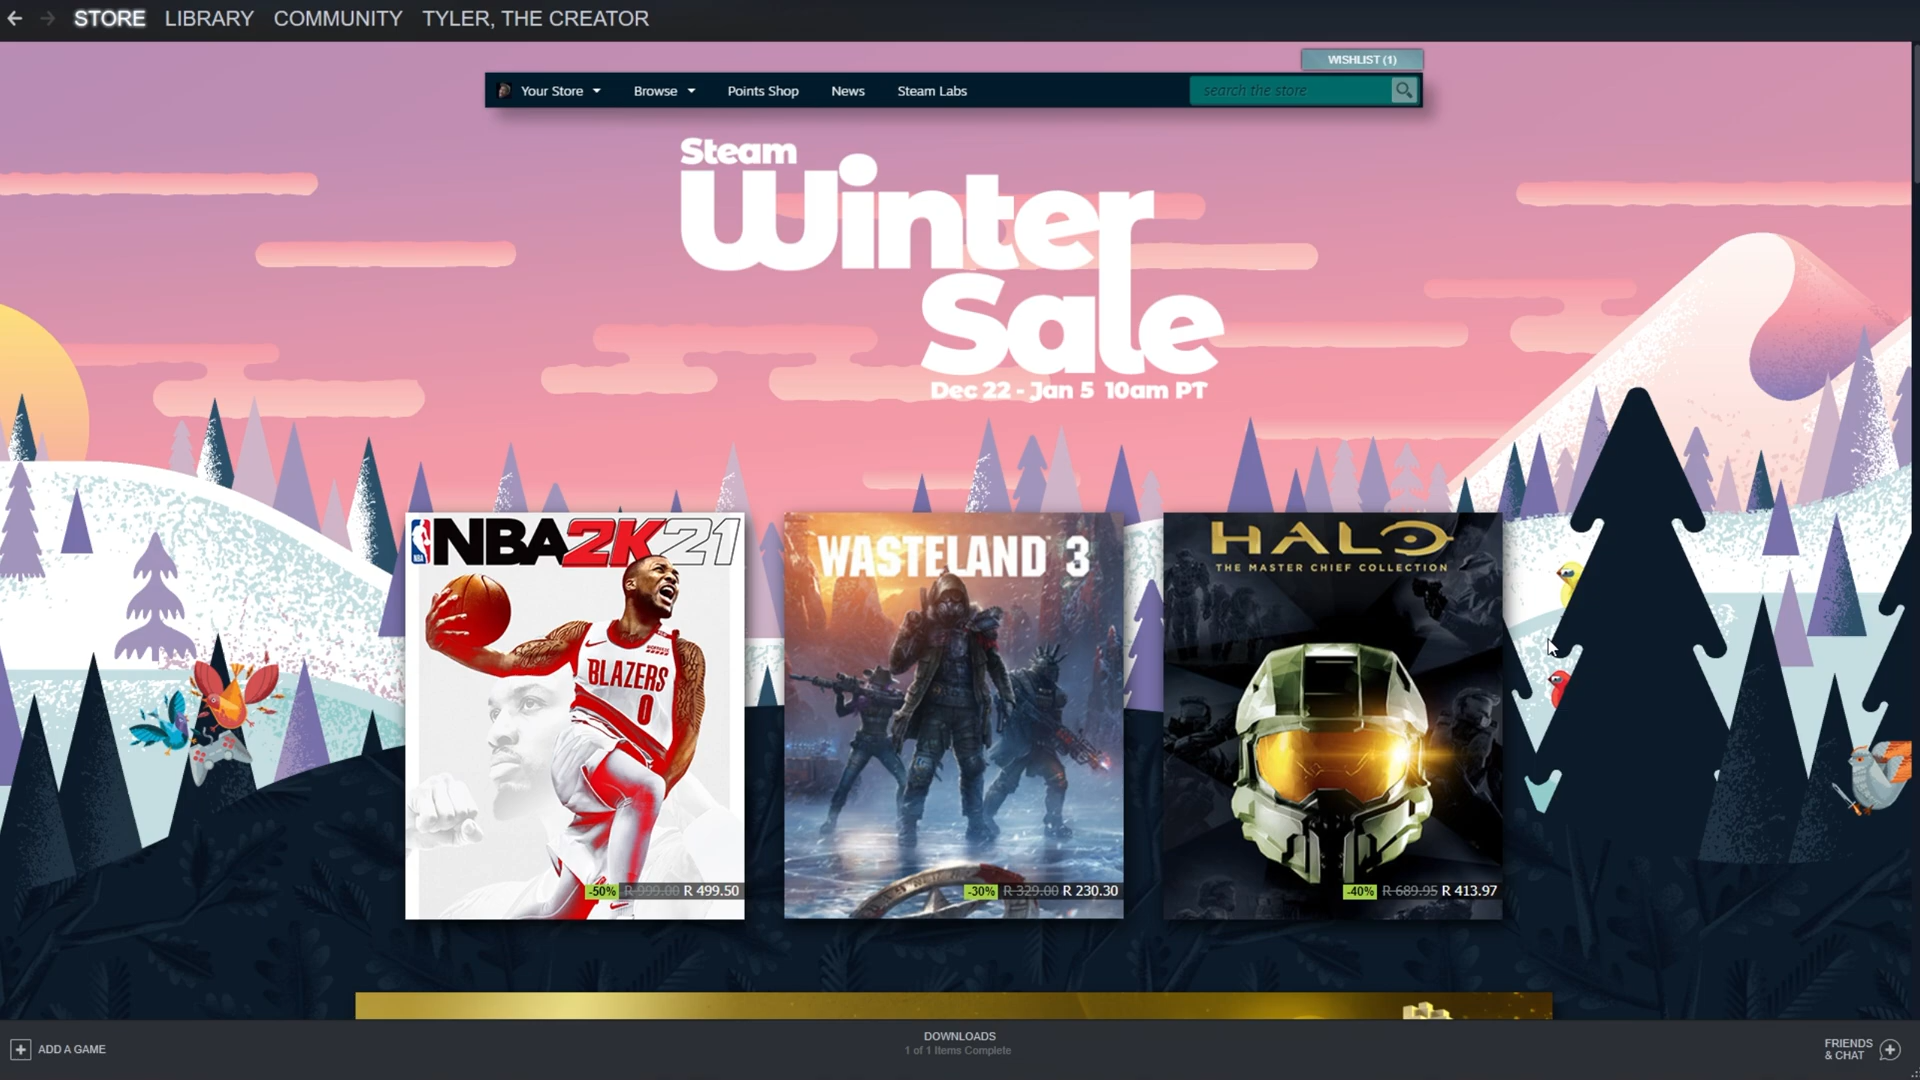 STORE LIBRARY COMMUNITY TYLER, THE CREATOR
WISHLIST (1)
Your Store Browse Points Shop News Steam Labs search the store
Steam
Winter
Sale
Dec 22 - Jan 5 10am PT
NBA 2K21
NBA
BLAZERS
0
-50% R 999.00 R 499.50
WASTELAND 3
-30% R 329.00 R 230.30
HALO
THE MASTER CHIEF COLLECTION
-40% R 689.95 R 413.97
ADD A GAME
DOWNLOADS
1 of 1 Items Complete
FRIENDS
& CHAT